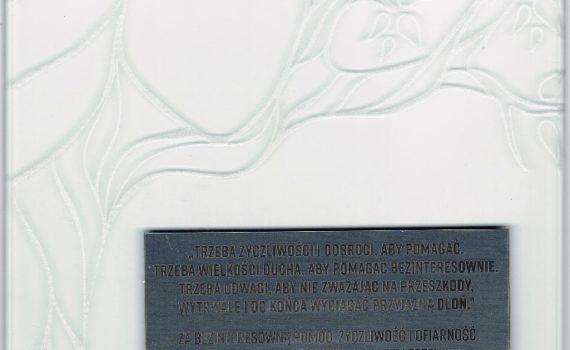 „TRZEBA ŻYCZLIWOŚCI I DOBROCI, ABY POMAGAĆ.
TRZEBA WIELKOŚCI DUCHA, ABY POMAGAĆ BEZINTERESOWNIE.
TRZEBA ODWAGI, ABY NIE ZWAŻAJĄC NA PRZESZKODY,
WYTRWALE I DO KOŃCA WYCIĄGAĆ PRZYJAZNĄ DŁOŃ."
ZA BEZINTERESOWNĄ POMOC, ŻYCZLIWOŚĆ I OFIARNOŚĆ